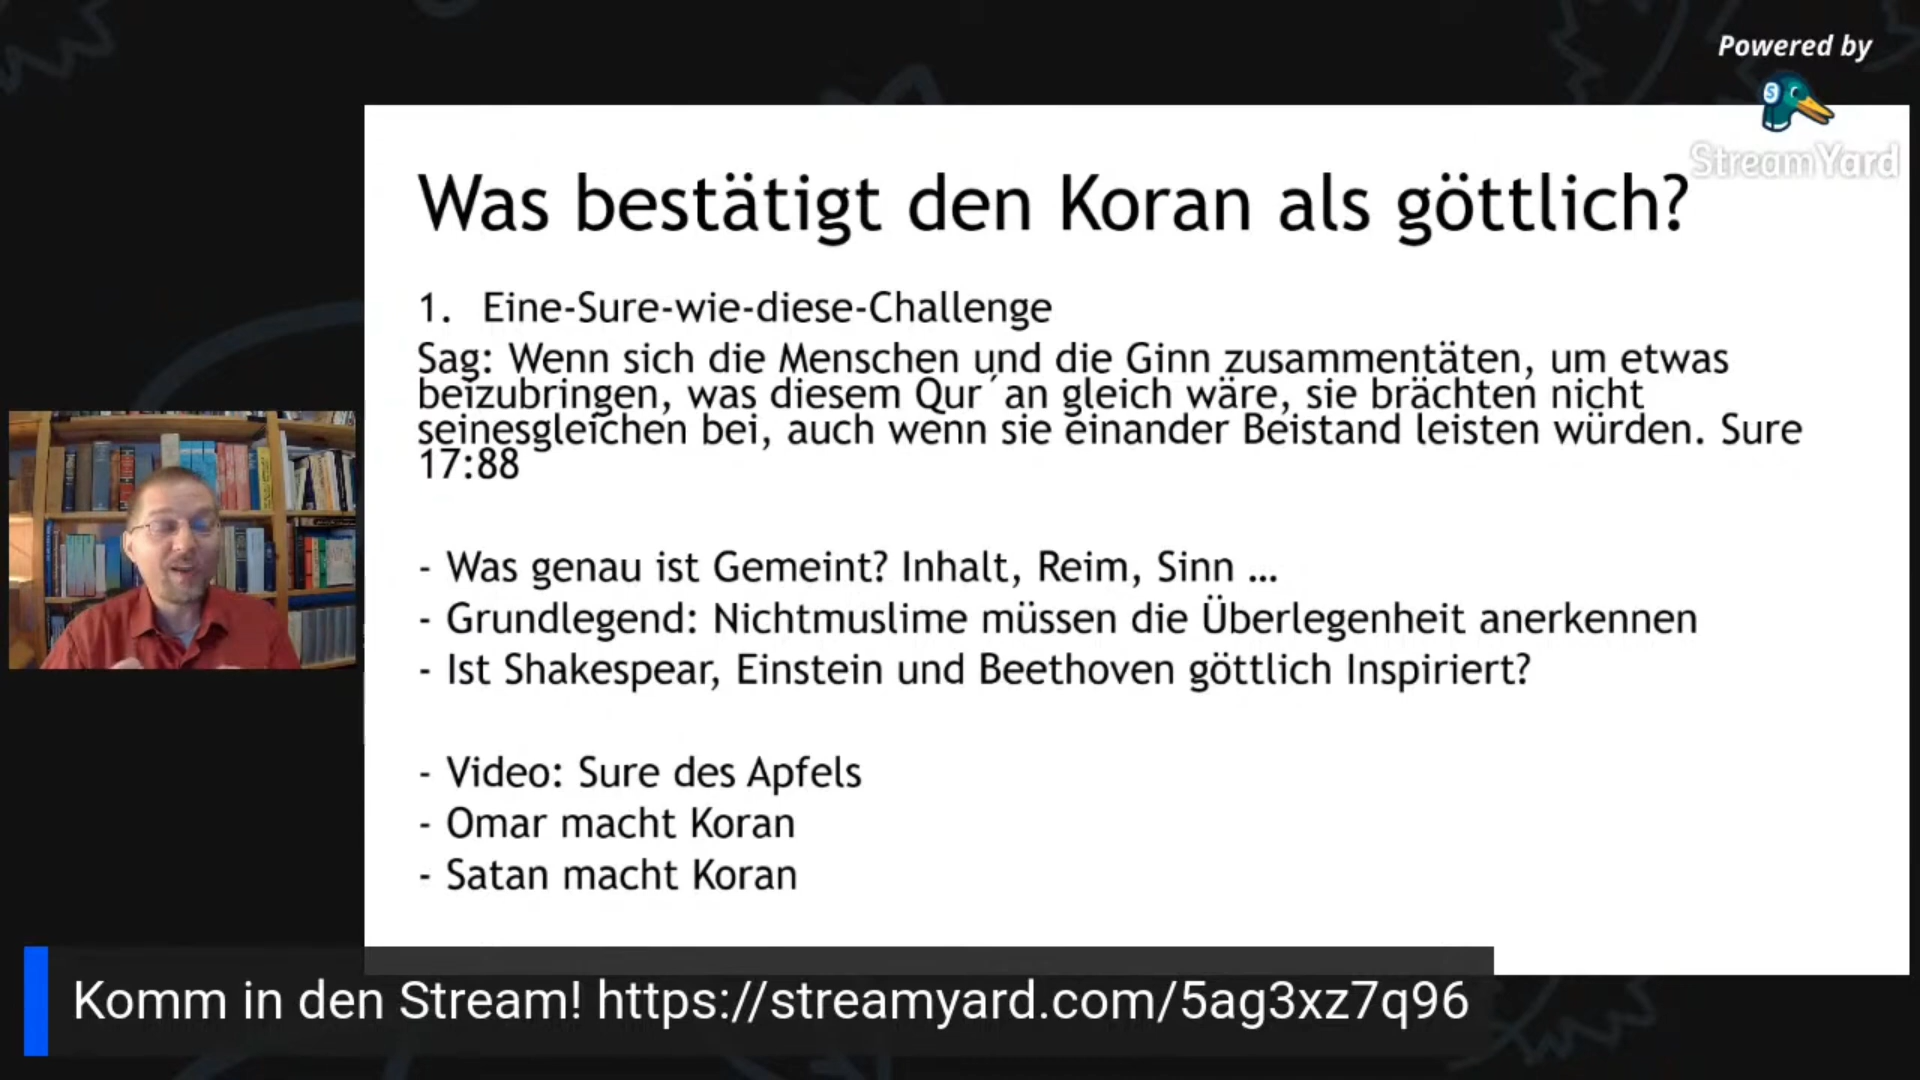 Powered by
StreamYard
Was bestätigt den Koran als göttlich?
1. Eine-Sure-wie-diese-Challenge
Sag: Wenn sich die Menschen und die Ginn zusammentäten, um etwas
beizubringen, was diesem Qur´an gleich wäre, sie brächten nicht
seinesgleichen bei, auch wenn sie einander Beistand leisten würden. Sure
17:88
- Was genau ist Gemeint? Inhalt, Reim, Sinn ...
- Grundlegend: Nichtmuslime müssen die Überlegenheit anerkennen
- Ist Shakespear, Einstein und Beethoven göttlich Inspiriert?
- Video: Sure des Apfels
- Omar macht Koran
- Satan macht Koran
Komm in den Stream! https://streamyard.com/5ag3xz7q96